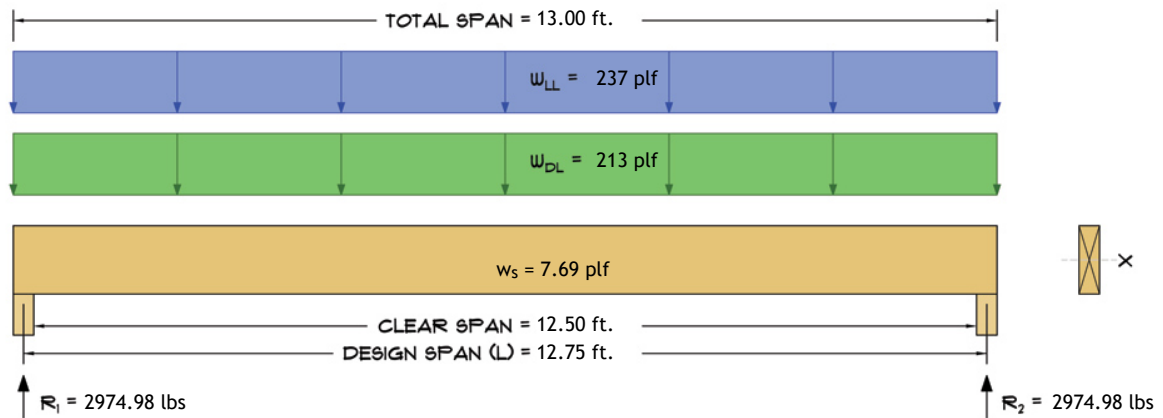 TOTAL SPAN = 13.00 ft.
wLL = 237 plf
wDL = 213 plf
ws = 7.69 plf
X
CLEAR SPAN = 12.50 ft.
DESIGN SPAN (L) = 12.75 ft.
R1 = 2974.98 lbs
R2 = 2974.98 lbs